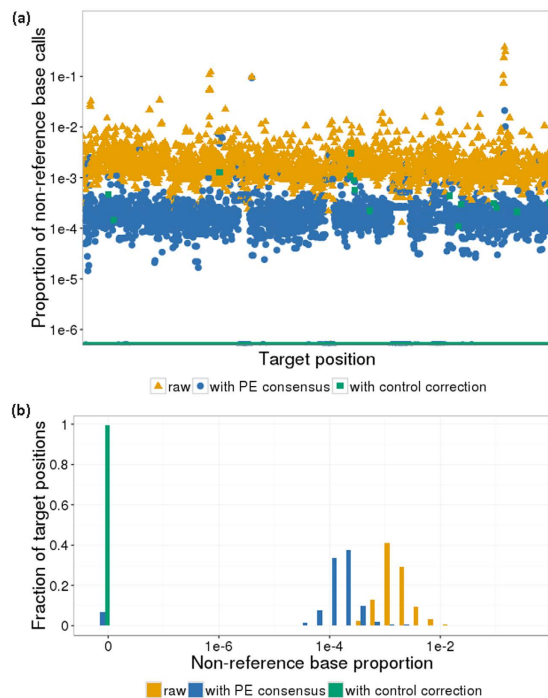 (a)
Proportion of non-reference base calls
1e-1
1e-2
1e-3
1e-4
1e-5
1e-6
Target position
raw with PE consensus with control correction
(b)
Fraction of target positions
1
0.8
0.6
0.4
0.2
0
0 1e-6 1e-4 1e-2
Non-reference base proportion
raw with PE consensus with control correction